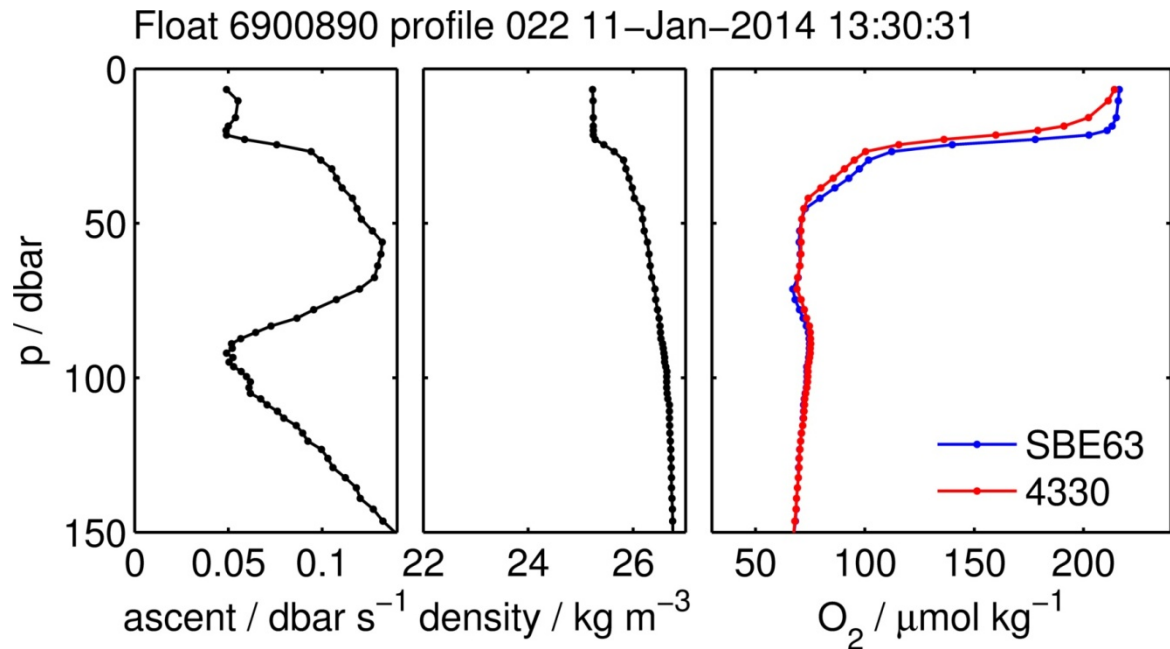 Float 6900890 profile 022 11−Jan−2014 13:30:31
p / dbar
0
50
100
150
0 0.05 0.1
22 24 26
50 100 150 200
SBE63
4330
ascent / dbar s⁻¹
density / kg m⁻³
O₂ / μmol kg⁻¹